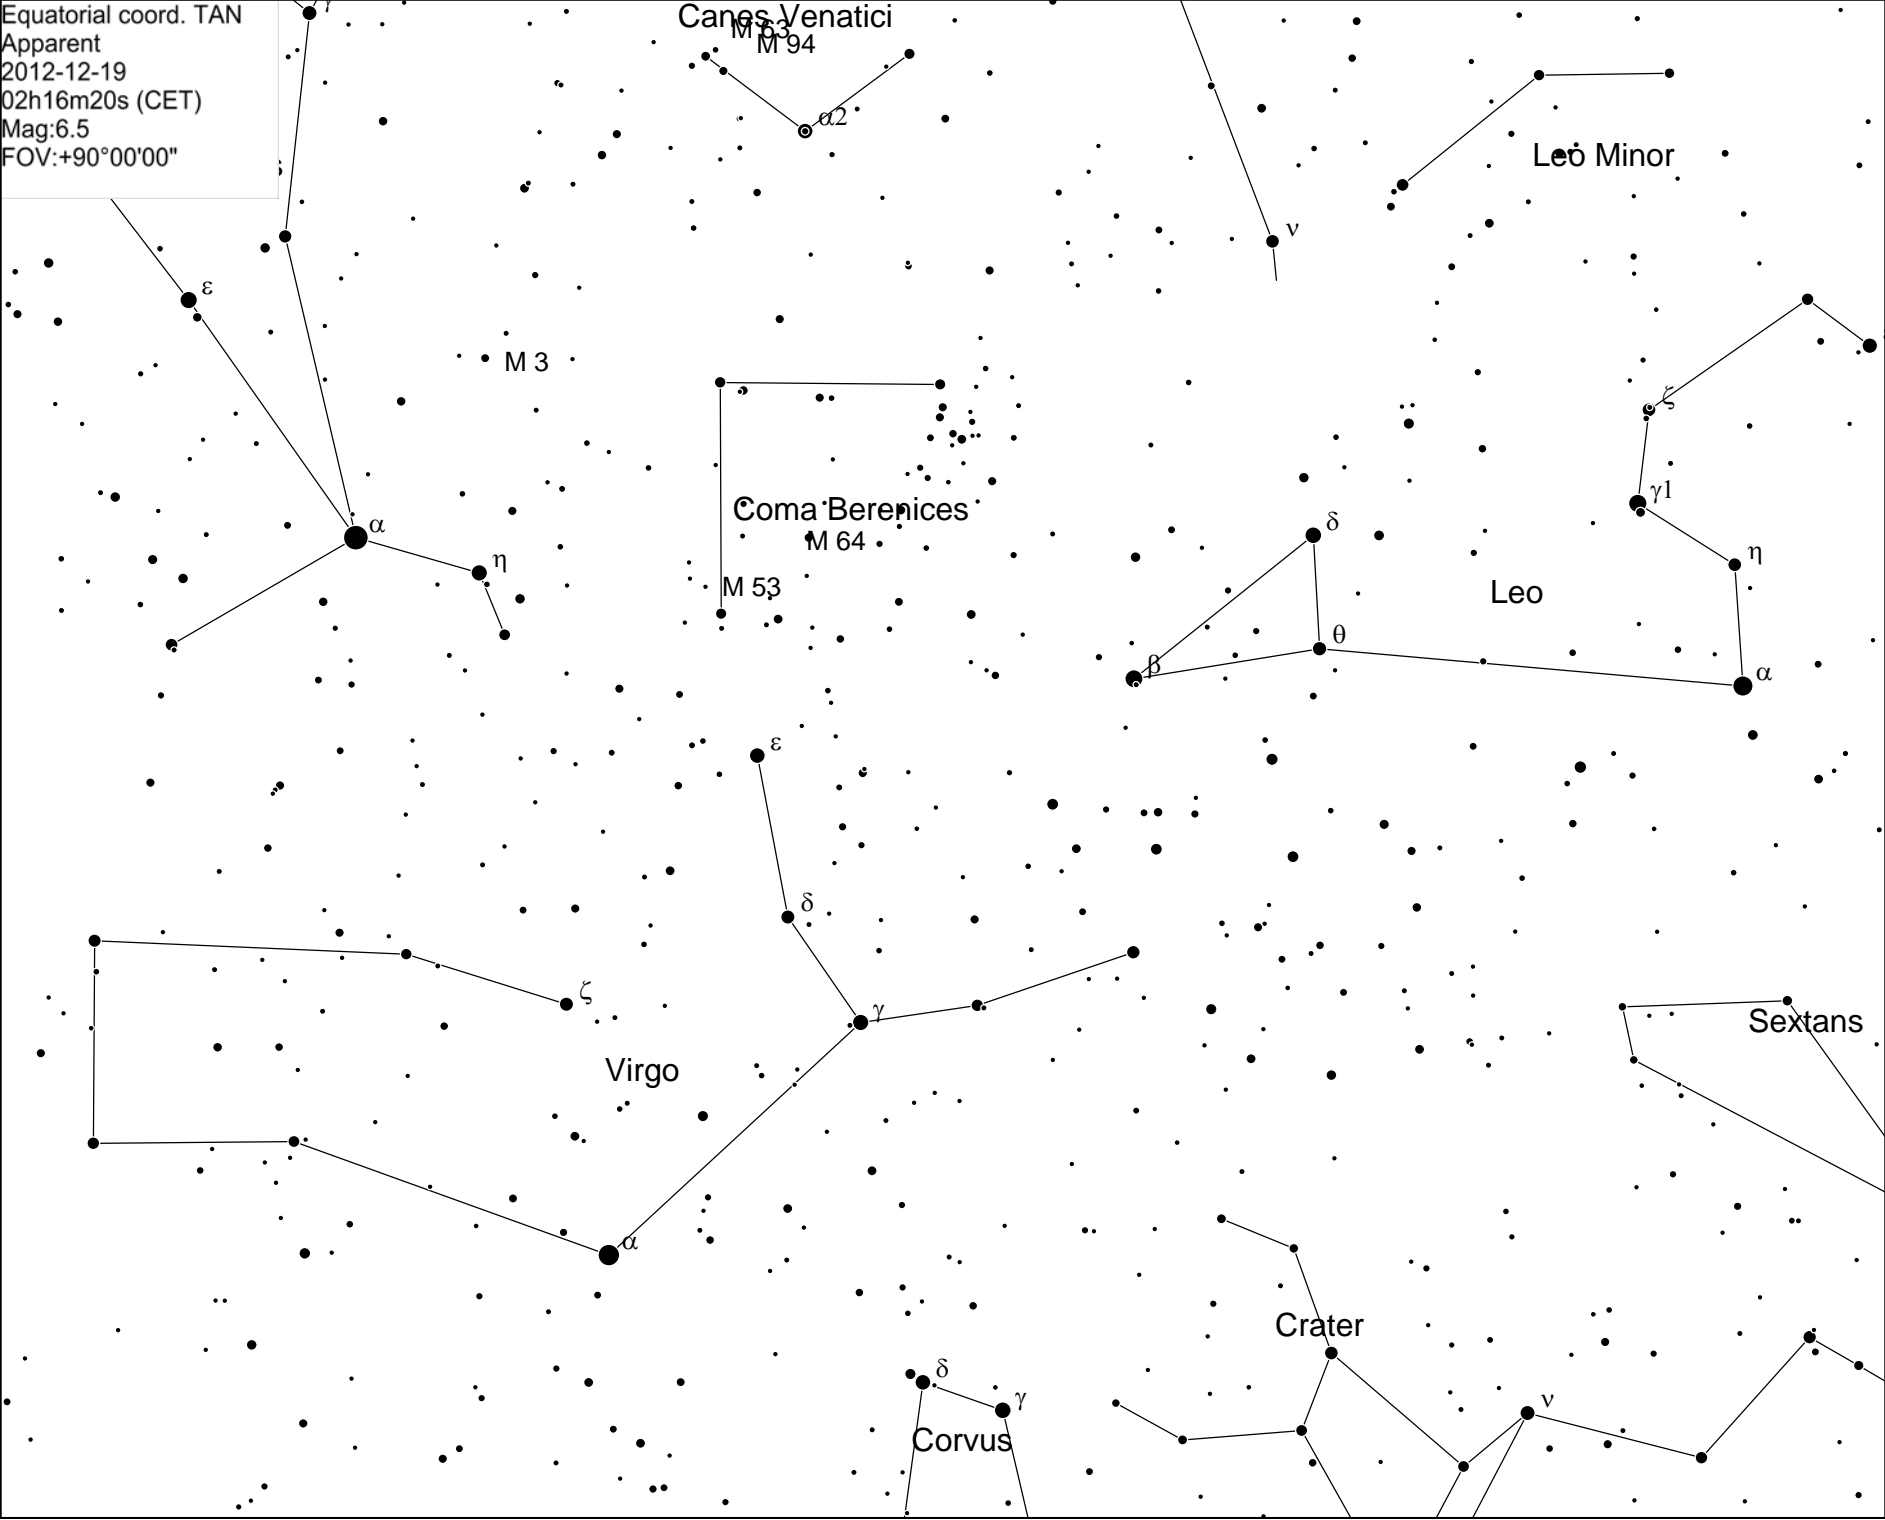 Equatorial coord. TAN
Apparent
2012-12-19
02h16m20s (CET)
Mag:6.5
FOV:+90°00'00"
γ
Canes Venatici
M 63
M 94
α2
Leo Minor
ν
ε
M 3
ζ
γ1
Coma Berenices
M 64
α
η
δ
η
M 53
Leo
θ
β
α
ε
δ
ζ
γ
Sextans
Virgo
α
Crater
δ
γ
ν
Corvus